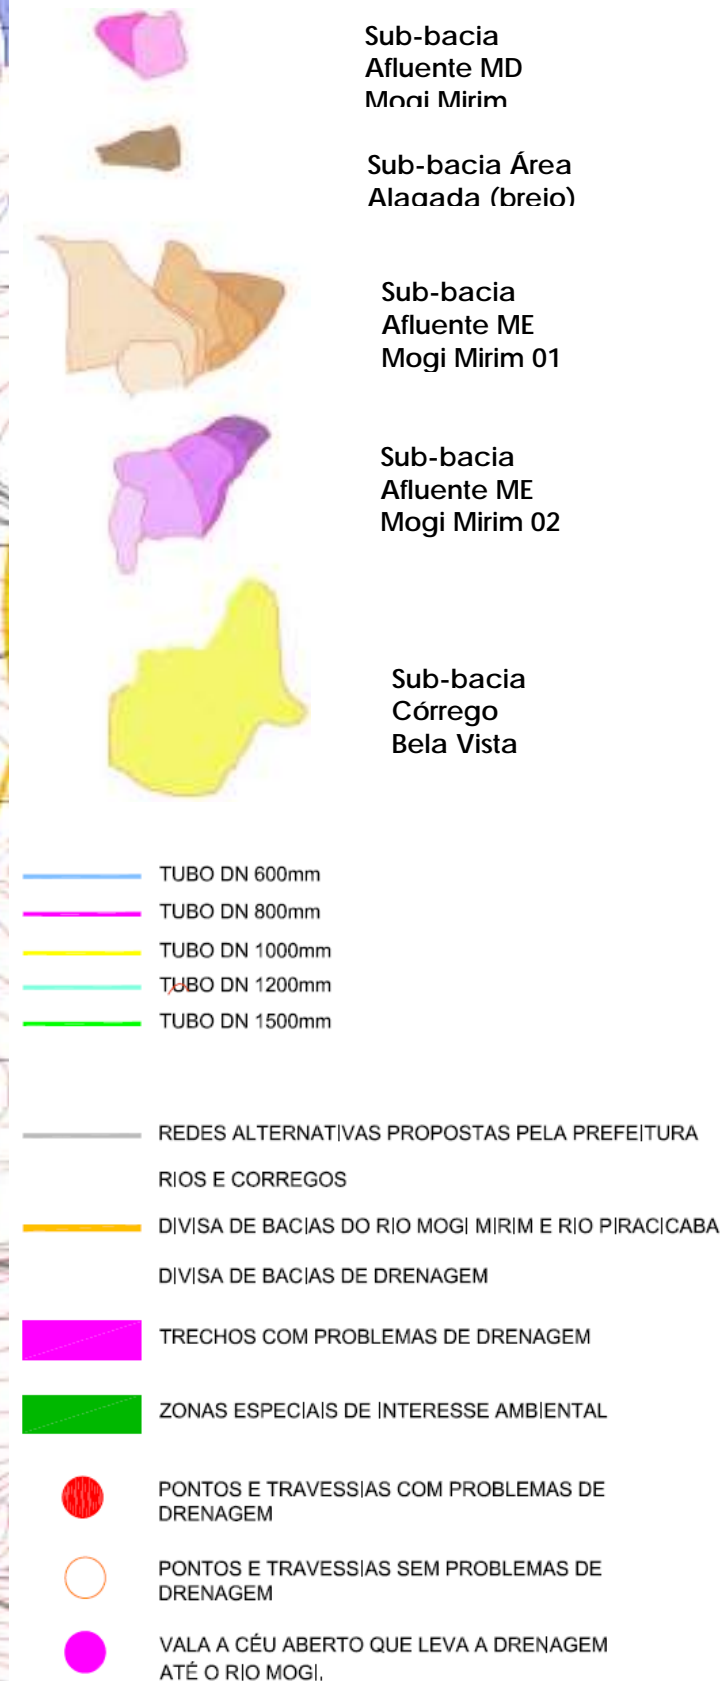 Sub-bacia
Afluente MD
Mogi Mirim
Sub-bacia Área
Alagada (brejo)
Sub-bacia
Afluente ME
Mogi Mirim 01
Sub-bacia
Afluente ME
Mogi Mirim 02
Sub-bacia
Córrego
Bela Vista
TUBO DN 600mm
TUBO DN 800mm
TUBO DN 1000mm
TUBO DN 1200mm
TUBO DN 1500mm
REDES ALTERNATIVAS PROPOSTAS PELA PREFEITURA
RIOS E CORREGOS
DIVISA DE BACIAS DO RIO MOGI MIRIM E RIO PIRACICABA
DIVISA DE BACIAS DE DRENAGEM
TRECHOS COM PROBLEMAS DE DRENAGEM
ZONAS ESPECIAIS DE INTERESSE AMBIENTAL
PONTOS E TRAVESSIAS COM PROBLEMAS DE
DRENAGEM
PONTOS E TRAVESSIAS SEM PROBLEMAS DE
DRENAGEM
VALA A CÉU ABERTO QUE LEVA A DRENAGEM
ATÉ O RIO MOGI,